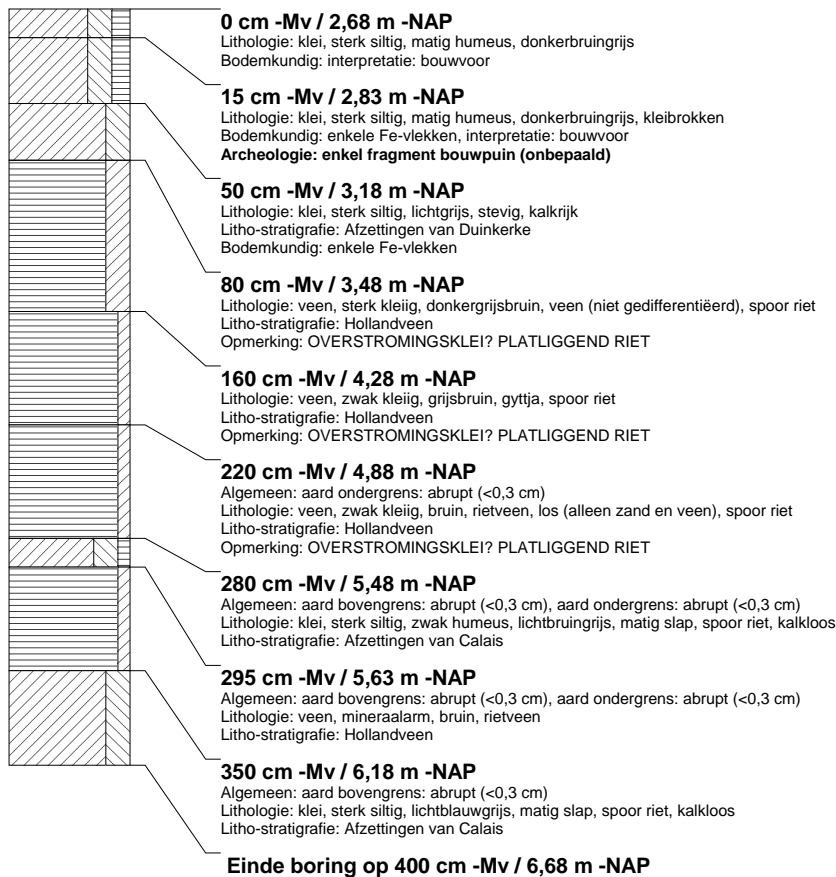 0 cm -Mv / 2,68 m -NAP
Lithologie: klei, sterk siltig, matig humeus, donkerbruingrijs
Bodemkundig: interpretatie: bouwvoor
15 cm -Mv / 2,83 m -NAP
Lithologie: klei, sterk siltig, matig humeus, donkerbruingrijs, kleibrokken
Bodemkundig: enkele Fe-vlekken, interpretatie: bouwvoor
Archeologie: enkel fragment bouwpuin (onbepaald)
50 cm -Mv / 3,18 m -NAP
Lithologie: klei, sterk siltig, lichtgrijs, stevig, kalkrijk
Litho-stratigrafie: Afzettingen van Duinkerke
Bodemkundig: enkele Fe-vlekken
80 cm -Mv / 3,48 m -NAP
Lithologie: veen, sterk kleiig, donkergrijsbruin, veen (niet gedifferentiëerd), spoor riet
Litho-stratigrafie: Hollandveen
Opmerking: OVERSTROMINGSKLEI? PLATLIGGEND RIET
160 cm -Mv / 4,28 m -NAP
Lithologie: veen, zwak kleiig, grijsbruin, gyttja, spoor riet
Litho-stratigrafie: Hollandveen
Opmerking: OVERSTROMINGSKLEI? PLATLIGGEND RIET
220 cm -Mv / 4,88 m -NAP
Algemeen: aard ondergrens: abrupt (<0,3 cm)
Lithologie: veen, zwak kleiig, bruin, rietveen, los (alleen zand en veen), spoor riet
Litho-stratigrafie: Hollandveen
Opmerking: OVERSTROMINGSKLEI? PLATLIGGEND RIET
280 cm -Mv / 5,48 m -NAP
Algemeen: aard bovengrens: abrupt (<0,3 cm), aard ondergrens: abrupt (<0,3 cm)
Lithologie: klei, sterk siltig, zwak humeus, lichtbruingrijs, matig slap, spoor riet, kalkloos
Litho-stratigrafie: Afzettingen van Calais
295 cm -Mv / 5,63 m -NAP
Algemeen: aard bovengrens: abrupt (<0,3 cm), aard ondergrens: abrupt (<0,3 cm)
Lithologie: veen, mineraalarm, bruin, rietveen
Litho-stratigrafie: Hollandveen
350 cm -Mv / 6,18 m -NAP
Algemeen: aard bovengrens: abrupt (<0,3 cm)
Lithologie: klei, sterk siltig, lichtblauwgrijs, matig slap, spoor riet, kalkloos
Litho-stratigrafie: Afzettingen van Calais
Einde boring op 400 cm -Mv / 6,68 m -NAP